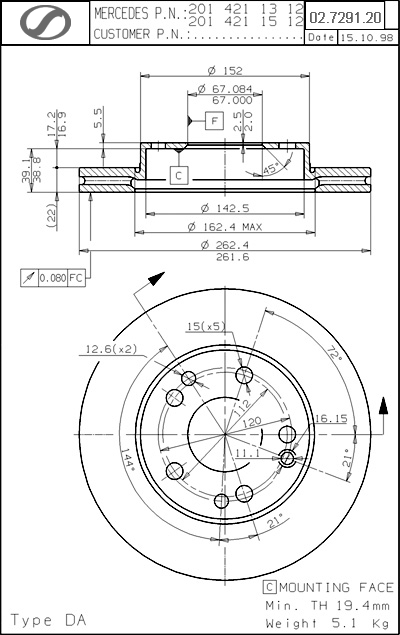 MERCEDES P.N.:201 421 13 12
201 421 15 12
CUSTOMER P.N.:................
02.7291.20
Date 15.10.98
Ø 152
Ø 67.084
67.000
F
5.5
17.2
16.9
2.5
2.0
39.1
38.8
45°
C
(22)
Ø 142.5
Ø 162.4 MAX
Ø 262.4
261.6
0.080 FC
15(x5)
12.6(x2)
72°
112
120
16.15
11.1
21°
144°
21°
C MOUNTING FACE
Min. TH 19.4mm
Weight 5.1 Kg
Type DA